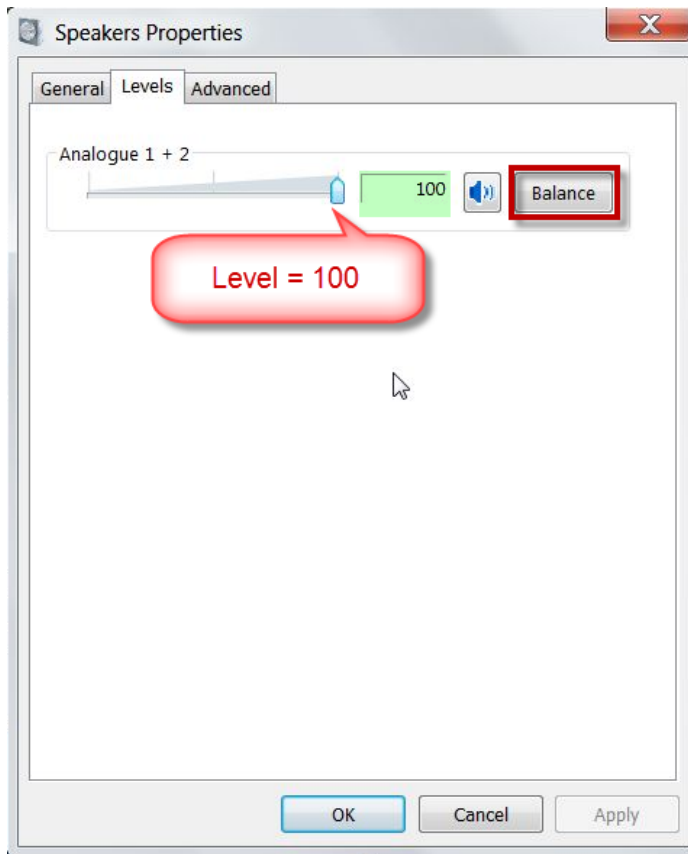 Speakers Properties
General Levels Advanced
Analogue 1 + 2
100 Balance
Level = 100
OK Cancel Apply